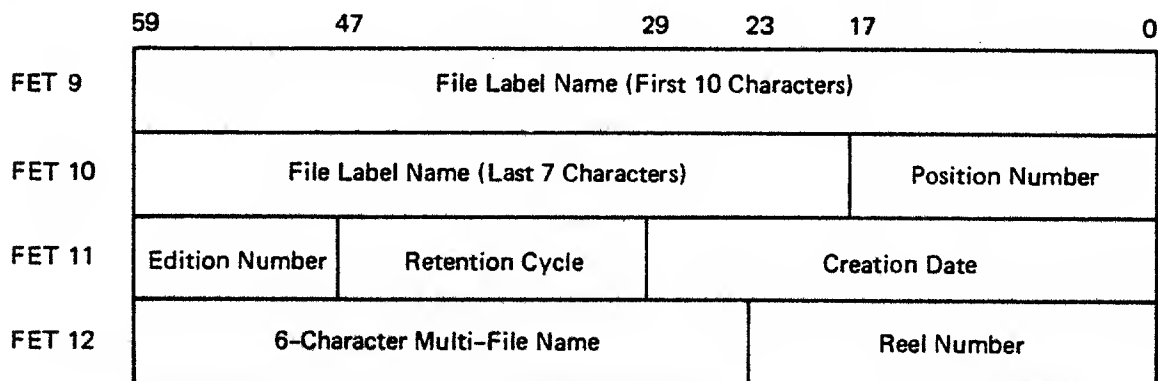 59 47 29 23 17 0
FET 9 File Label Name (First 10 Characters)
FET 10 File Label Name (Last 7 Characters) Position Number
FET 11 Edition Number Retention Cycle Creation Date
FET 12 6-Character Multi-File Name Reel Number